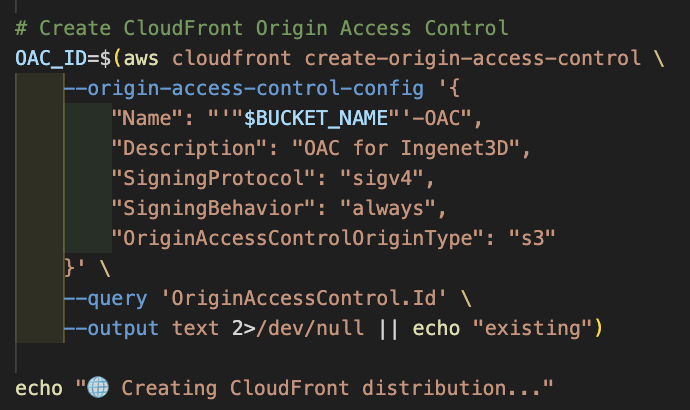 # Create CloudFront Origin Access Control
OAC_ID=$(aws cloudfront create-origin-access-control \
    --origin-access-control-config '{
        "Name": "'"$BUCKET_NAME"'-OAC",
        "Description": "OAC for Ingenet3D",
        "SigningProtocol": "sigv4",
        "SigningBehavior": "always",
        "OriginAccessControlOriginType": "s3"
    }' \
    --query 'OriginAccessControl.Id' \
    --output text 2>/dev/null || echo "existing")
echo "🌐 Creating CloudFront distribution..."